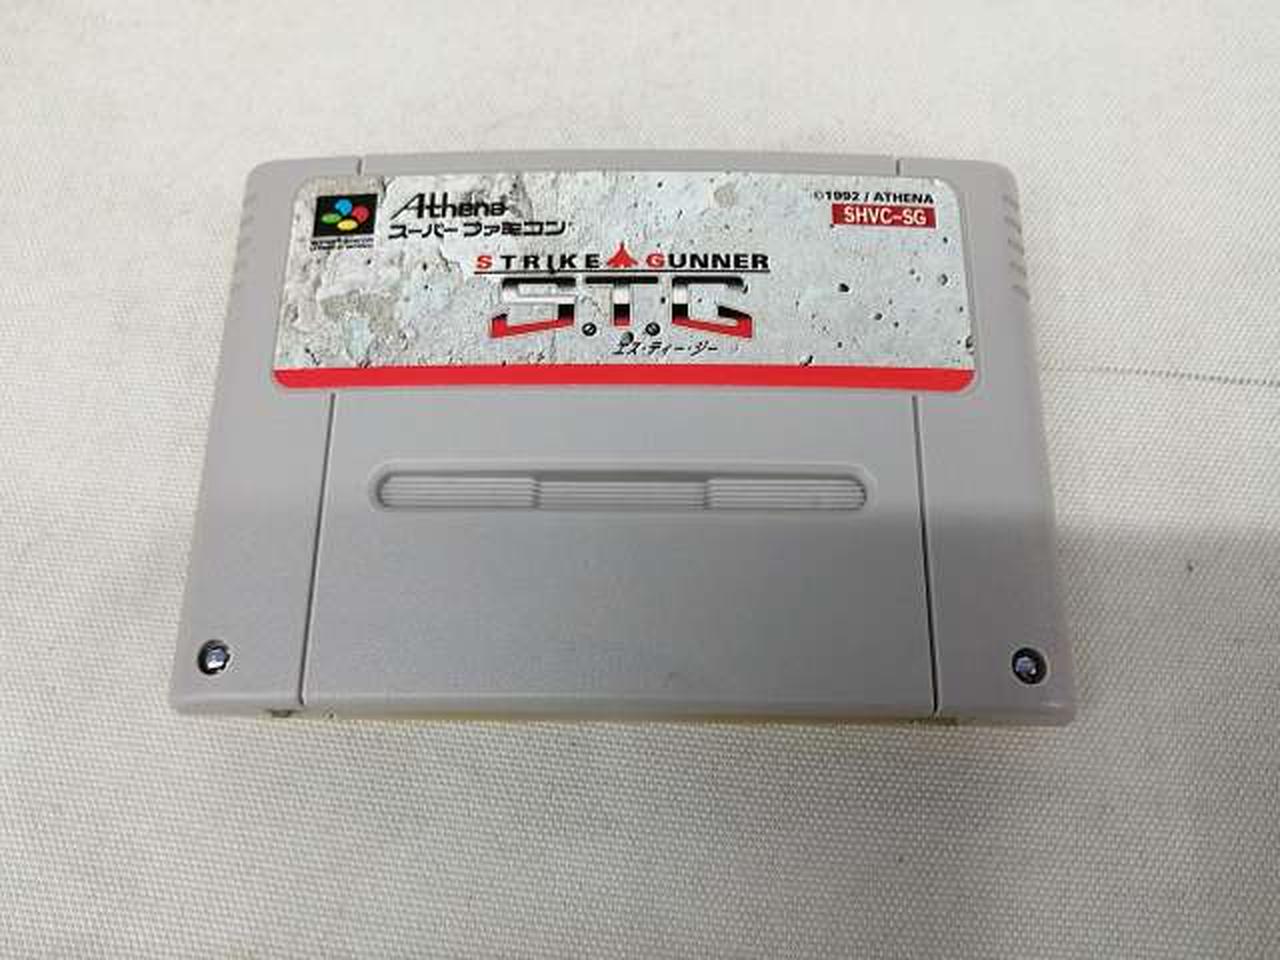 Athena
スーパーファミコン
©1992 / ATHENA
SHVC-SG
STRIKE GUNNER
S.T.G
エス・ティー・ジー